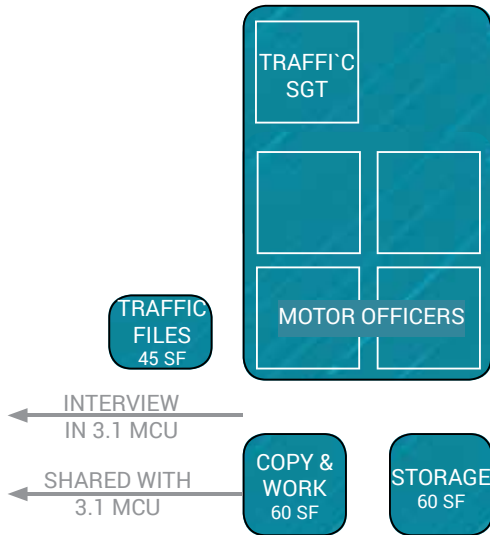 TRAFFI`C
SGT
MOTOR OFFICERS
TRAFFIC
FILES
45 SF
INTERVIEW
IN 3.1 MCU
SHARED WITH
3.1 MCU
COPY &
WORK
60 SF
STORAGE
60 SF